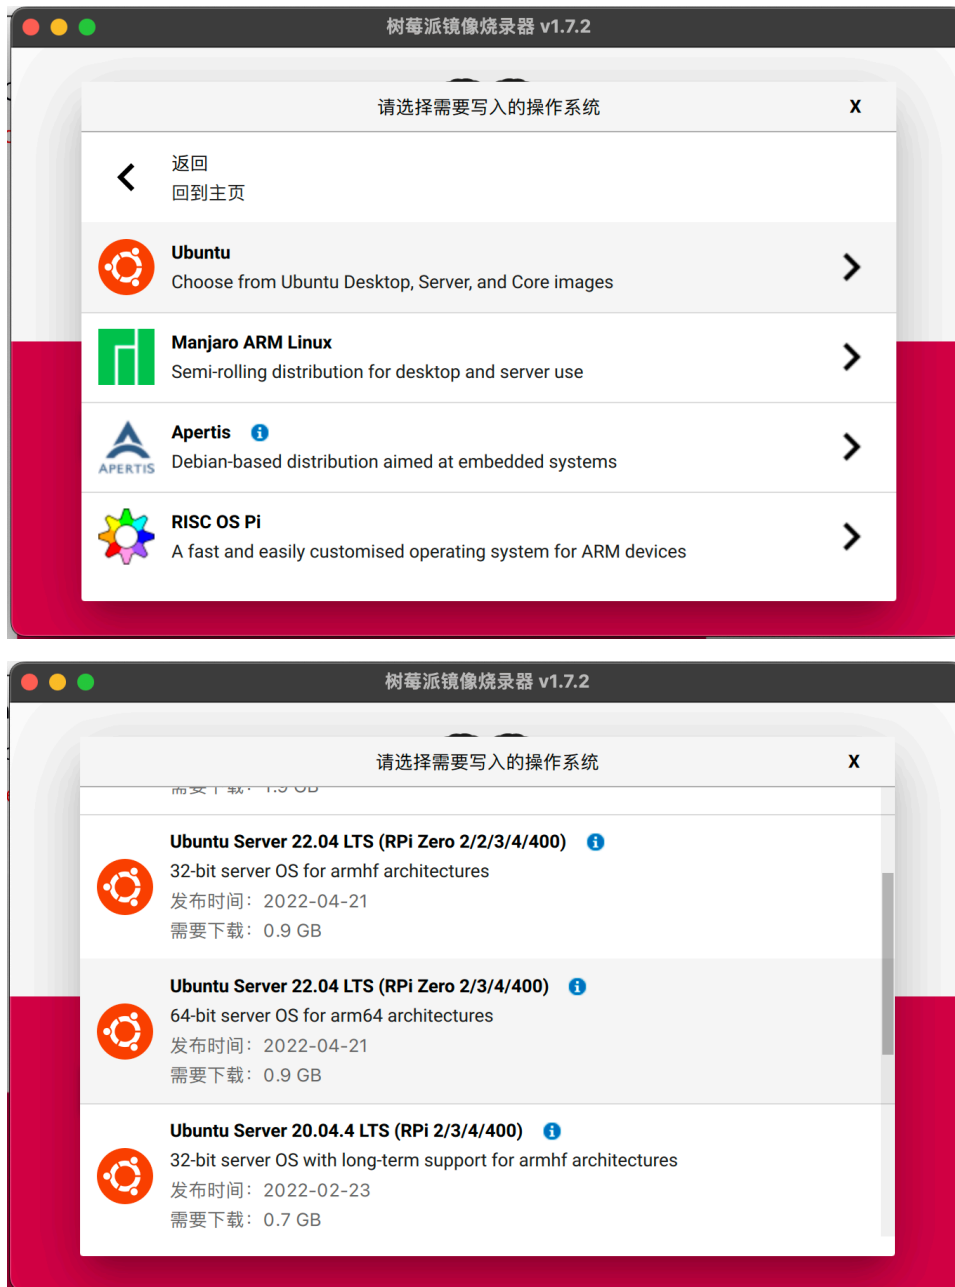 树莓派镜像烧录器 v1.7.2
请选择需要写入的操作系统
X
返回
回到主页
Ubuntu
Choose from Ubuntu Desktop, Server, and Core images
Manjaro ARM Linux
Semi-rolling distribution for desktop and server use
Apertis
Debian-based distribution aimed at embedded systems
APERTIS
RISC OS Pi
A fast and easily customised operating system for ARM devices
树莓派镜像烧录器 v1.7.2
请选择需要写入的操作系统
X
Ubuntu Server 22.04 LTS (RPi Zero 2/2/3/4/400)
32-bit server OS for armhf architectures
发布时间：2022-04-21
需要下载：0.9 GB
Ubuntu Server 22.04 LTS (RPi Zero 2/3/4/400)
64-bit server OS for arm64 architectures
发布时间：2022-04-21
需要下载：0.9 GB
Ubuntu Server 20.04.4 LTS (RPi 2/3/4/400)
32-bit server OS with long-term support for armhf architectures
发布时间：2022-02-23
需要下载：0.7 GB